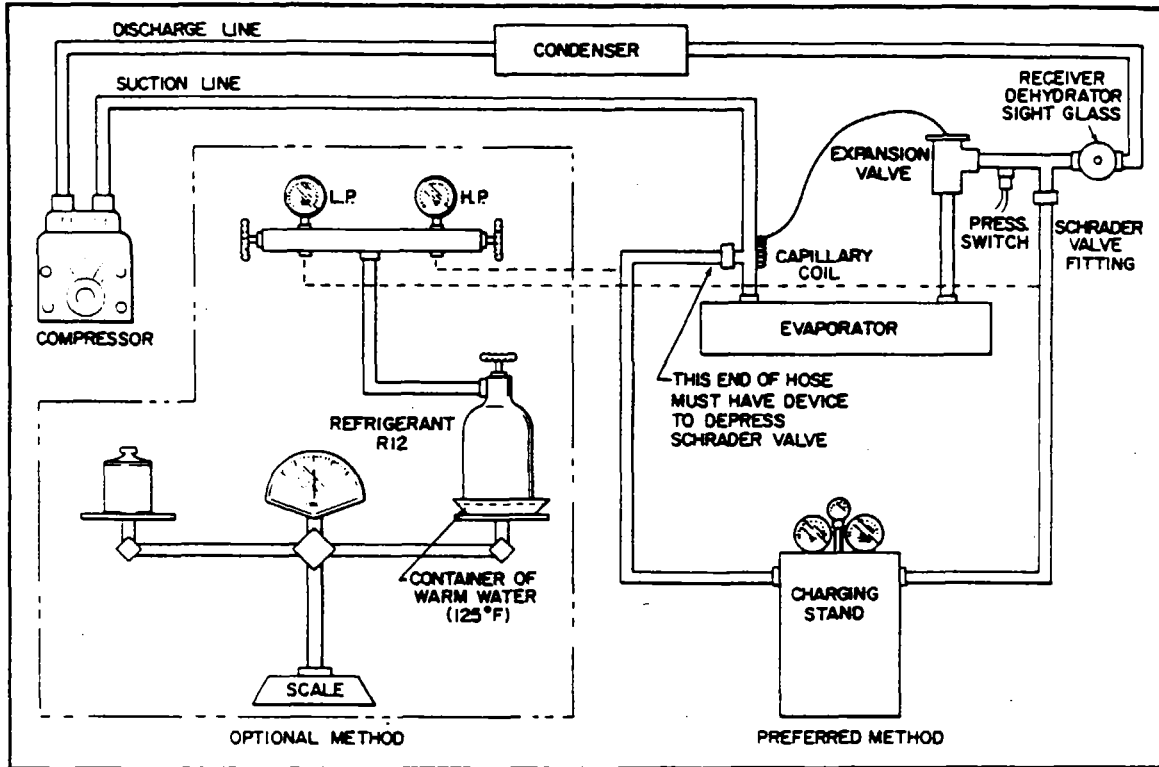 DISCHARGE LINE
CONDENSER
SUCTION LINE
RECEIVER
DEHYDRATOR
SIGHT GLASS
EXPANSION
VALVE
L.P.
H.P.
PRESS.
SWITCH
SCHRADER
VALVE
FITTING
CAPILLARY
COIL
COMPRESSOR
EVAPORATOR
THIS END OF HOSE
MUST HAVE DEVICE
TO DEPRESS
SCHRADER VALVE
REFRIGERANT
R12
CONTAINER OF
WARM WATER
(125°F)
CHARGING
STAND
SCALE
OPTIONAL METHOD
PREFERRED METHOD